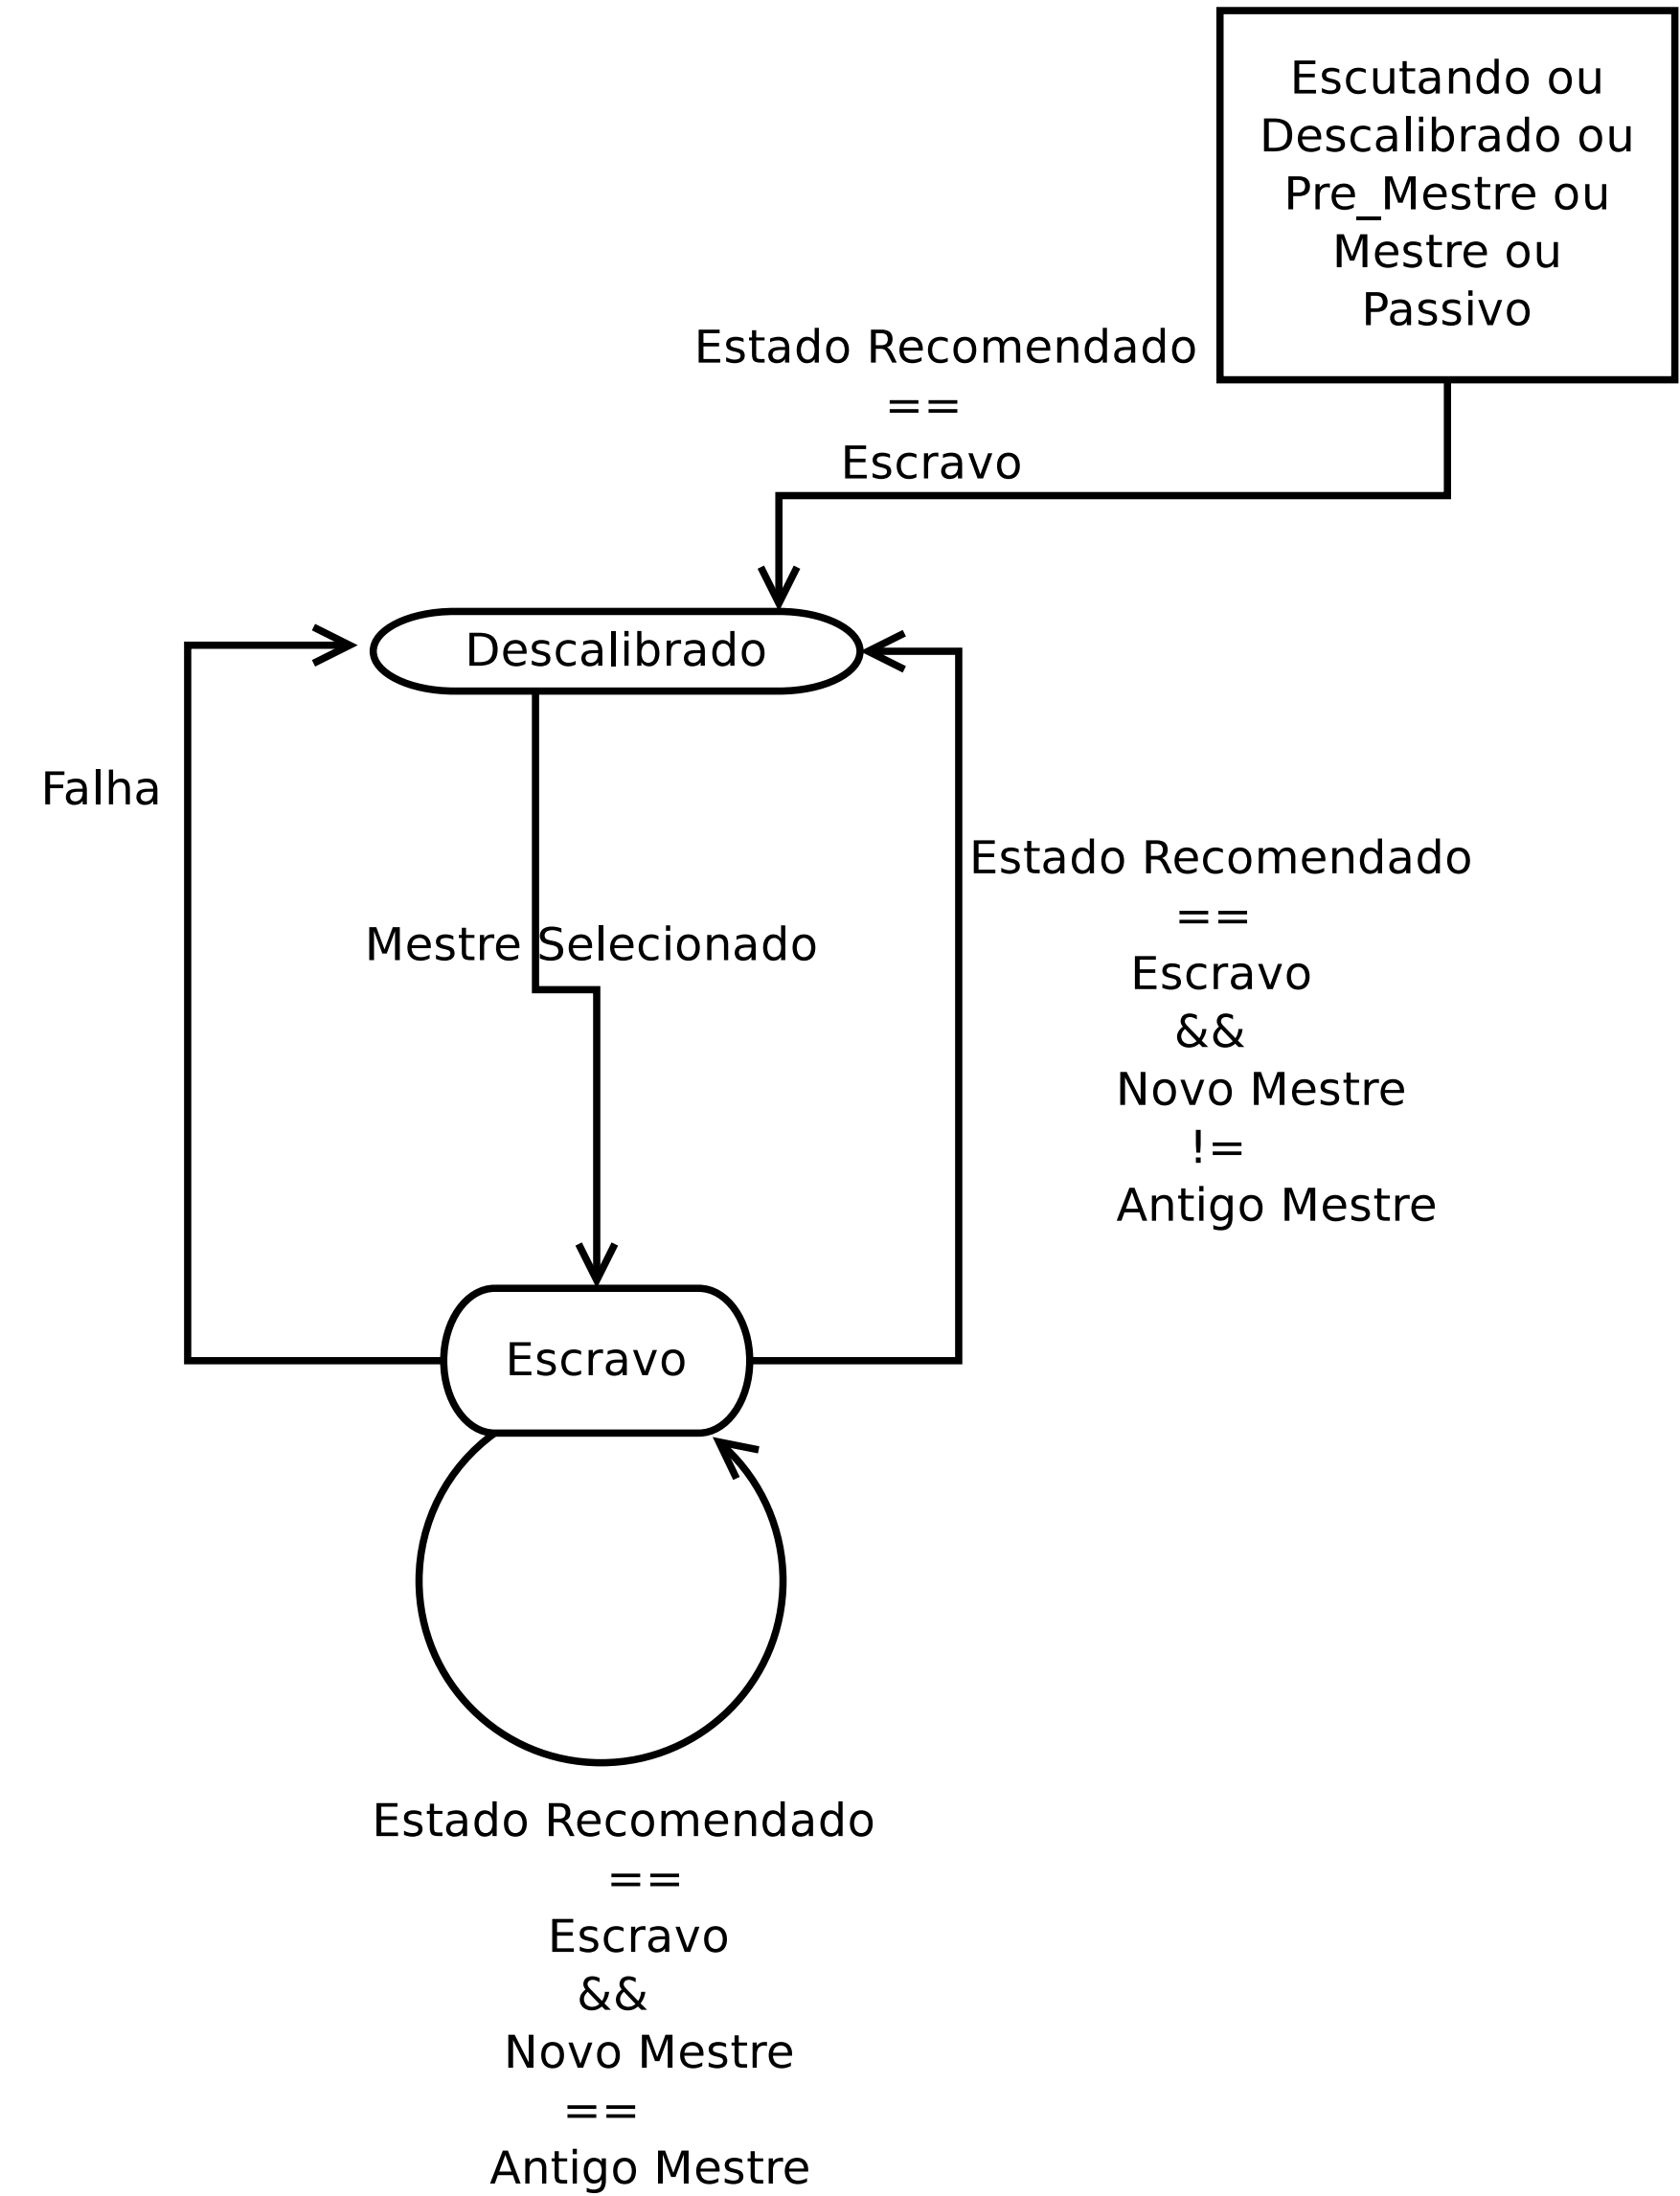 Escutando ou
Descalibrado ou
Pre_Mestre ou
Mestre ou
Passivo
Estado Recomendado
==
Escravo
Descalibrado
Falha
Mestre Selecionado
Estado Recomendado
==
Escravo
&&
Novo Mestre
!=
Antigo Mestre
Escravo
Estado Recomendado
==
Escravo
&&
Novo Mestre
==
Antigo Mestre